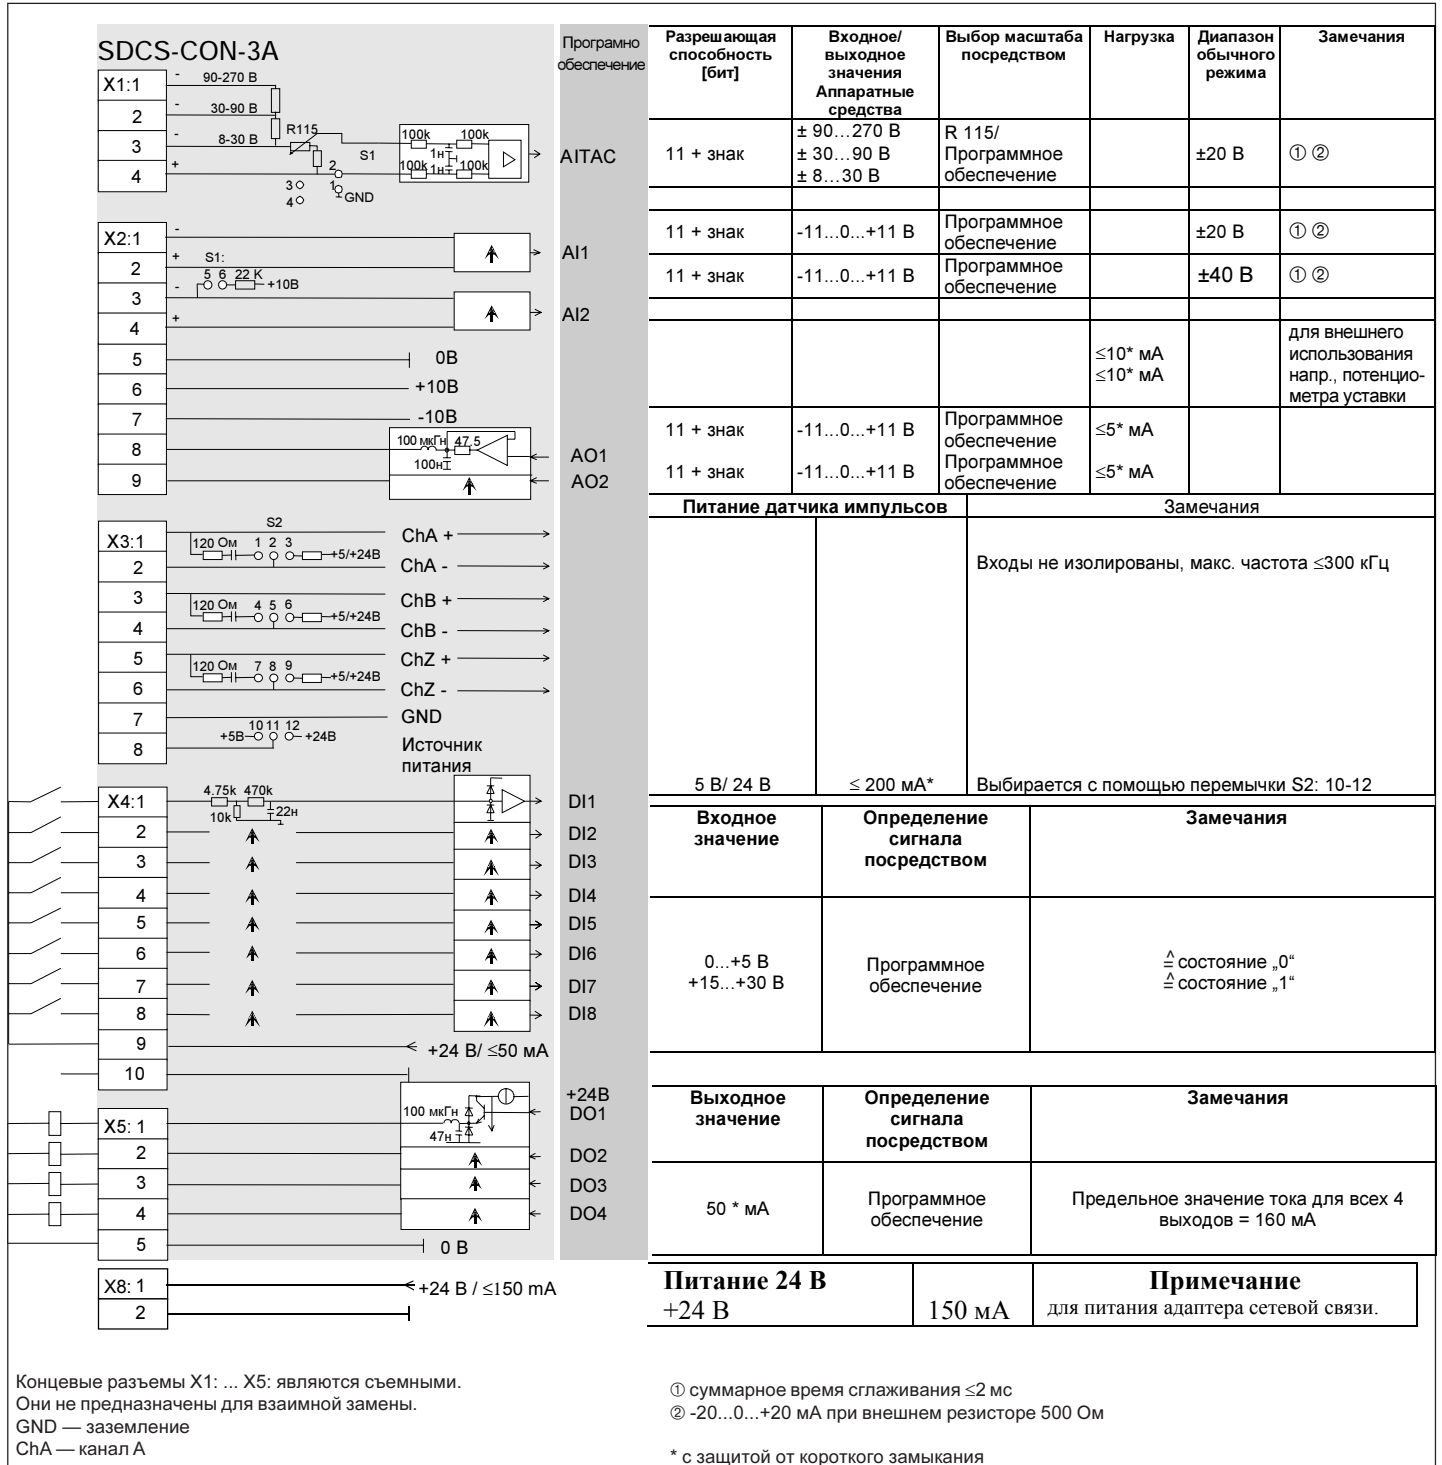 SDCS-CON-3A
Програмно
обеспечение
Разрешающая
способность
[бит]
Входное/
выходное
значения
Аппаратные
средства
Выбор масштаба
посредством
Нагрузка
Диапазон
обычного
режима
Замечания
X1:1
2
3
4
-
90-270 В
-
30-90 В
-
8-30 В
+
R115
S1
2
1
3
4
GND
100k
100k
1н
100k
1н
100k
AITAC
11 + знак
± 90...270 В
± 30...90 В
± 8...30 В
R 115/
Программное
обеспечение
±20 В
① ②
X2:1
2
3
4
5
6
7
8
9
-
+
S1:
5 6 22 K
+10В
-
+
AI1
AI2
11 + знак
-11...0...+11 В
Программное
обеспечение
±20 В
① ②
11 + знак
-11...0...+11 В
Программное
обеспечение
±40 В
① ②
0В
+10В
-10В
≤10* мА
≤10* мА
для внешнего
использования
напр., потенцио-
метра уставки
100 мкГн 47.5
100н
AO1
AO2
11 + знак
-11...0...+11 В
Программное
обеспечение
≤5* мА
11 + знак
-11...0...+11 В
Программное
обеспечение
≤5* мА
Питание датчика импульсов
Замечания
X3:1
2
3
4
5
6
7
8
S2
120 Ом 1 2 3
+5/+24В
ChA +
ChA -
120 Ом 4 5 6
+5/+24В
ChB +
ChB -
120 Ом 7 8 9
+5/+24В
ChZ +
ChZ -
GND
10 11 12
+5В
+24В
Источник
питания
Входы не изолированы, макс. частота ≤300 кГц
5 В/ 24 В
≤ 200 мА*
Выбирается с помощью перемычки S2: 10-12
X4:1
2
3
4
5
6
7
8
9
10
4.75k 470k
10k
22н
DI1
DI2
DI3
DI4
DI5
DI6
DI7
DI8
+24 В/ ≤50 мА
Входное
значение
Определение
сигнала
посредством
Замечания
0...+5 В
+15...+30 В
Программное
обеспечение
≙ состояние „0“
≙ состояние „1“
X5: 1
2
3
4
5
100 мкГн
47н
+24В
DO1
DO2
DO3
DO4
0 В
Выходное
значение
Определение
сигнала
посредством
Замечания
50 * мА
Программное
обеспечение
Предельное значение тока для всех 4
выходов = 160 мА
X8: 1
2
+24 В / ≤150 mA
Питание 24 В
+24 В
150 мА
Примечание
для питания адаптера сетевой связи.
Концевые разъемы X1: ... X5: являются съемными.
Они не предназначены для взаимной замены.
GND — заземление
ChA — канал А
① суммарное время сглаживания ≤2 мс
② -20...0...+20 мА при внешнем резисторе 500 Ом
* с защитой от короткого замыкания